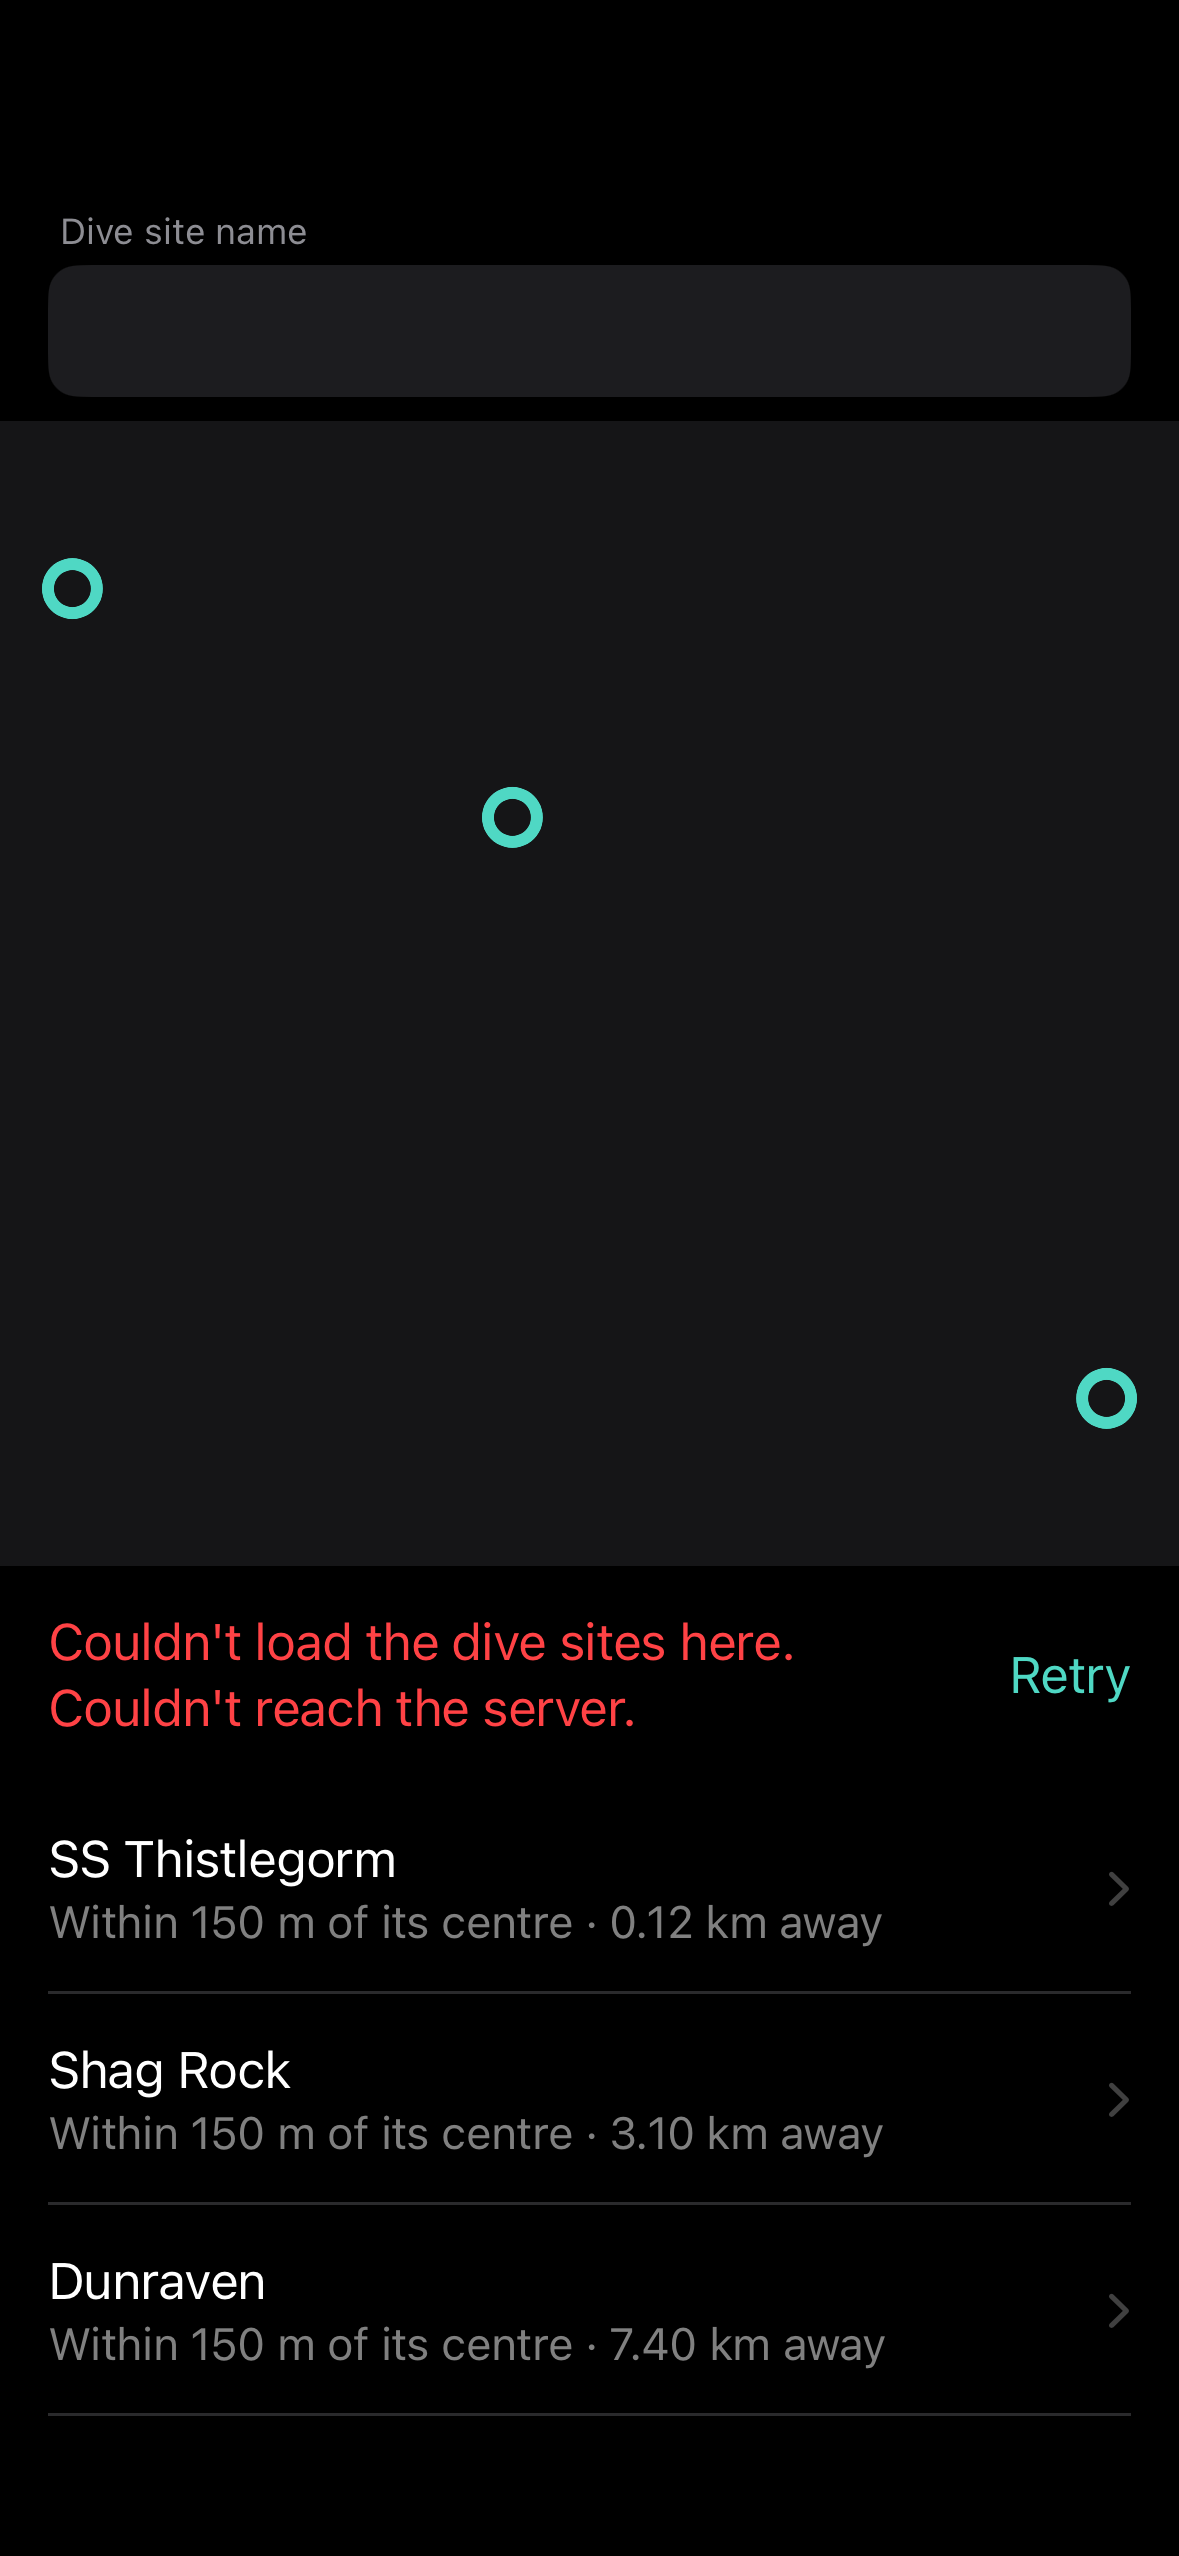 Dive site name
Couldn't load the dive sites here.
Couldn't reach the server.
Retry
SS Thistlegorm
Within 150 m of its centre · 0.12 km away
Shag Rock
Within 150 m of its centre · 3.10 km away
Dunraven
Within 150 m of its centre · 7.40 km away